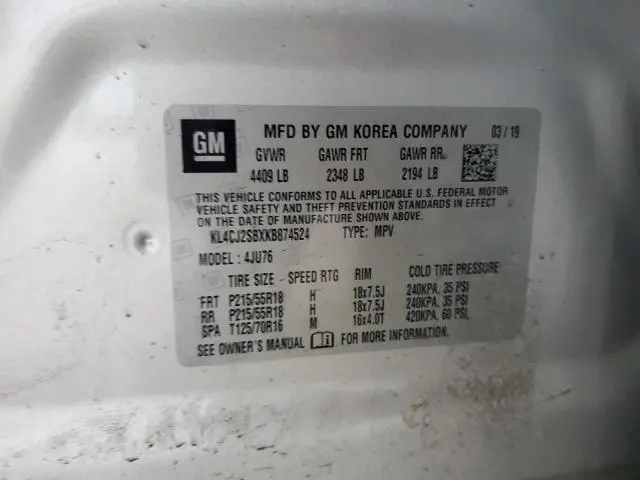 GM MFD BY GM KOREA COMPANY 03/19
GVWR GAWR FRT GAWR RR
4409 LB 2348 LB 2194 LB
THIS VEHICLE CONFORMS TO ALL APPLICABLE U.S. FEDERAL MOTOR
VEHICLE SAFETY AND THEFT PREVENTION STANDARDS IN EFFECT
ON THE DATE OF MANUFACTURE SHOWN ABOVE.
KL4CJ2SBXKB874524 TYPE: MPV
MODEL: 4JU76
TIRE SIZE SPEED RTG RIM COLD TIRE PRESSURE
FRT P215/55R18 H 18x7.5J 240KPA, 35 PSI
RR P215/55R18 H 18x7.5J 240KPA, 35 PSI
SPA T125/70R16 M 16x4.0T 420KPA, 60 PSI
SEE OWNER'S MANUAL FOR MORE INFORMATION.